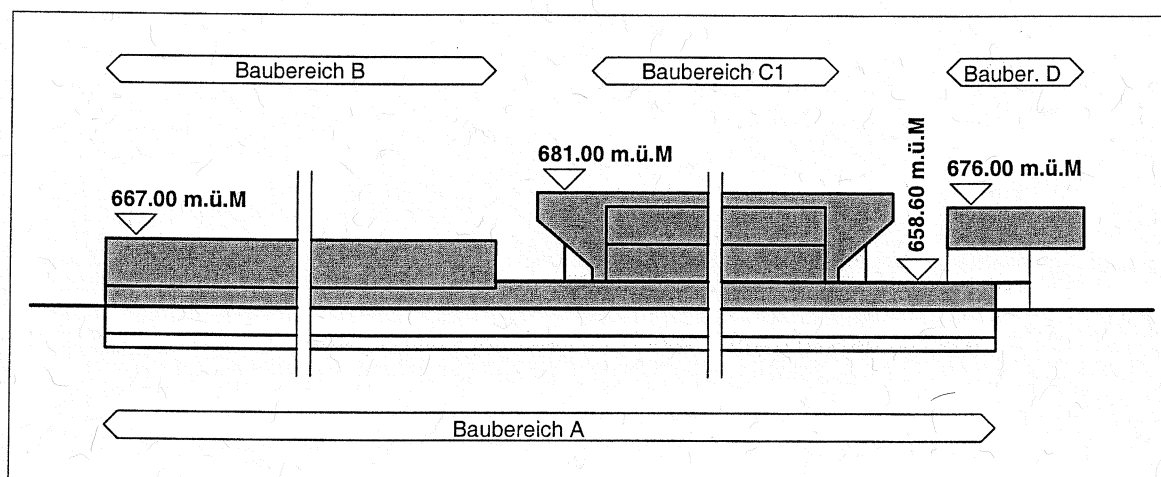 Baubereich B
Baubereich C1
Bauber. D
681.00 m.ü.M
658.60 m.ü.M
676.00 m.ü.M
667.00 m.ü.M
Baubereich A